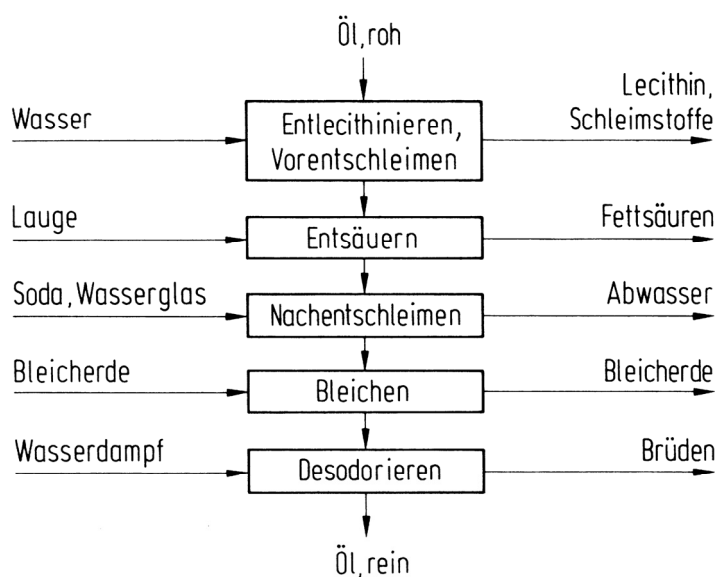 Öl, roh
Wasser
Entlecithinieren,
Vorentschleimen
Lecithin,
Schleimstoffe
Lauge
Entsäuern
Fettsäuren
Soda, Wasserglas
Nachentschleimen
Abwasser
Bleicherde
Bleichen
Bleicherde
Wasserdampf
Desodorieren
Brüden
Öl, rein